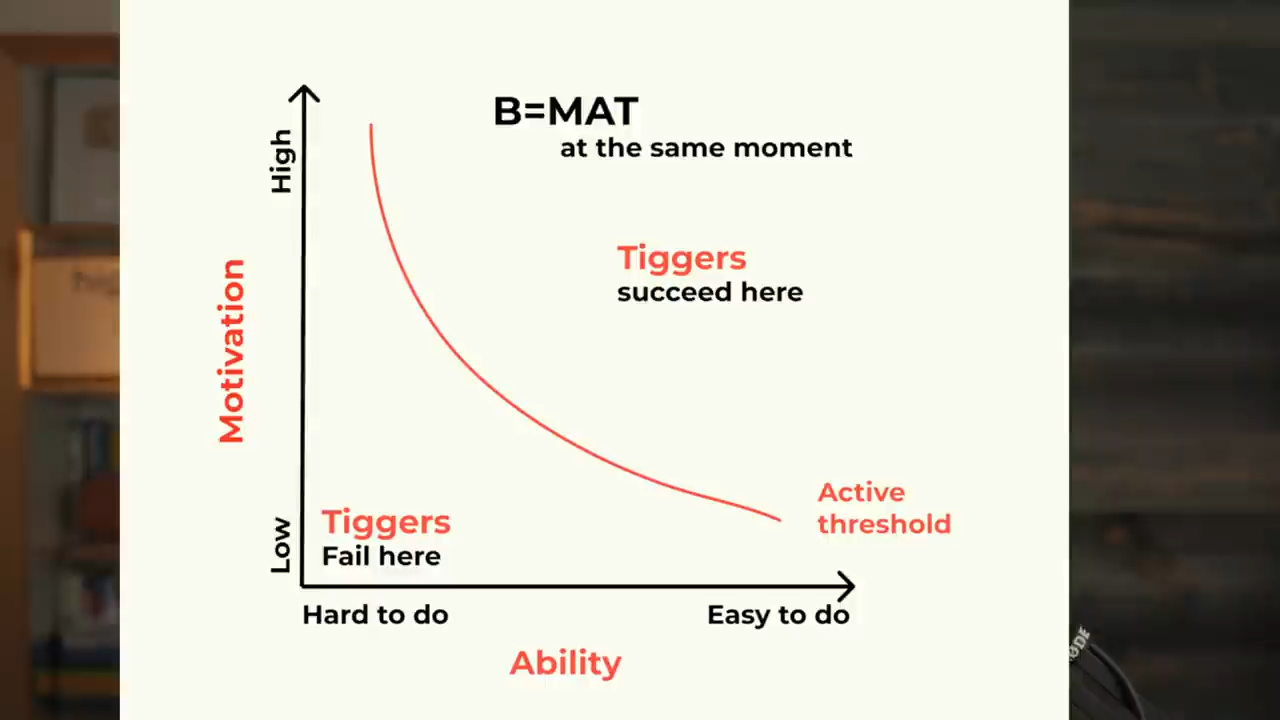 B=MAT
at the same moment
High
Tiggers
succeed here
Motivation
Active
threshold
Low
Tiggers
Fail here
Hard to do
Easy to do
Ability